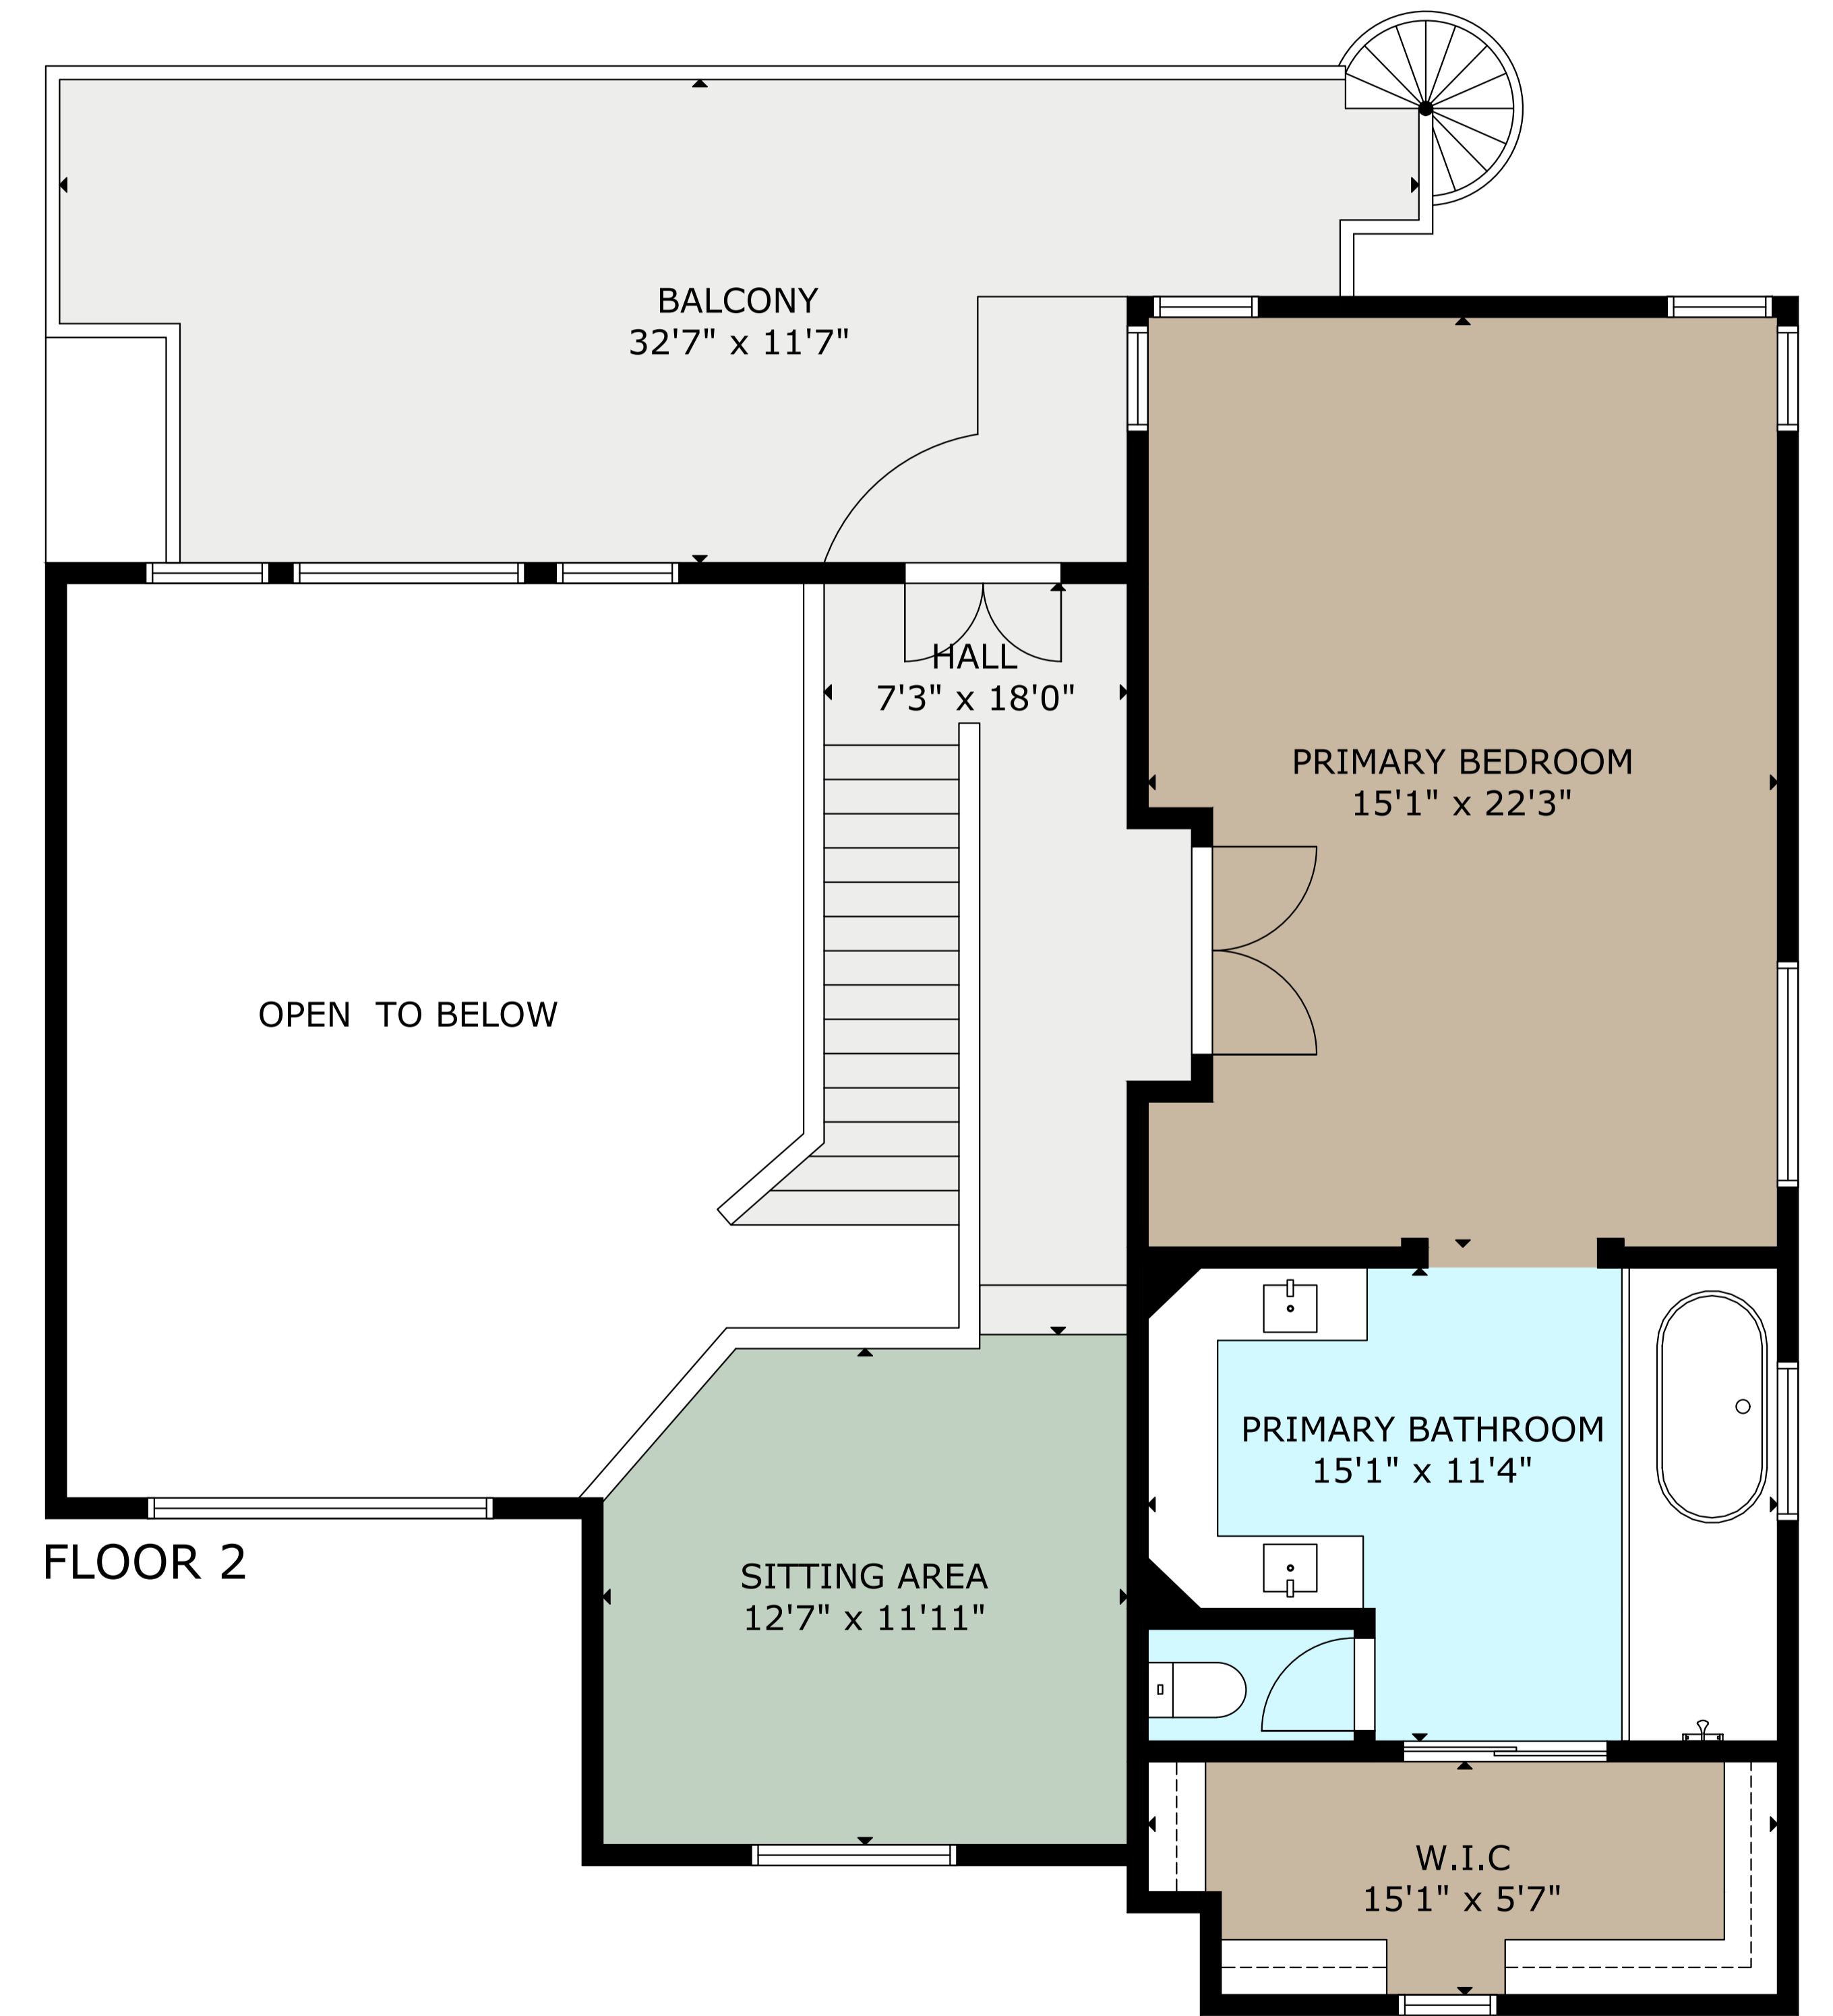 BALCONY
32'7" x 11'7"
HALL
7'3" x 18'0"
PRIMARY BEDROOM
15'1" x 22'3"
OPEN TO BELOW
PRIMARY BATHROOM
15'1" x 11'4"
FLOOR 2
SITTING AREA
12'7" x 11'11"
W.I.C
15'1" x 5'7"